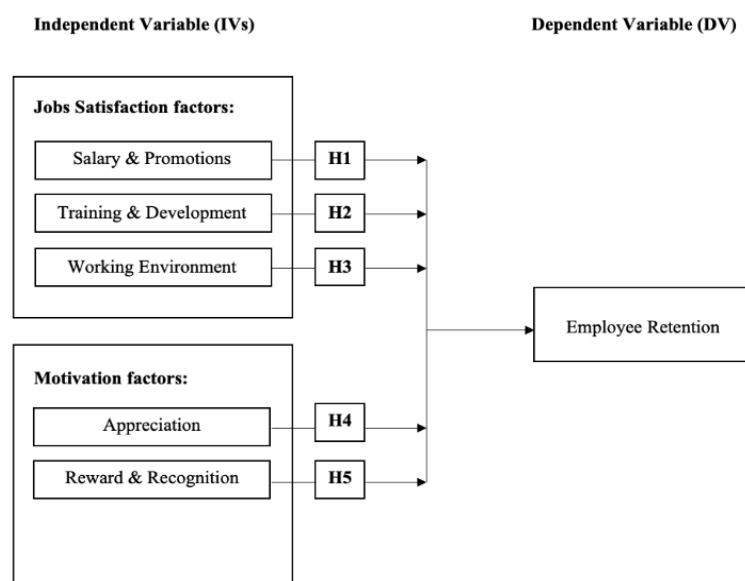 Independent Variable (IVs)
Dependent Variable (DV)
Jobs Satisfaction factors:
Salary & Promotions
H1
Training & Development
H2
Working Environment
H3
Employee Retention
Motivation factors:
Appreciation
H4
Reward & Recognition
H5